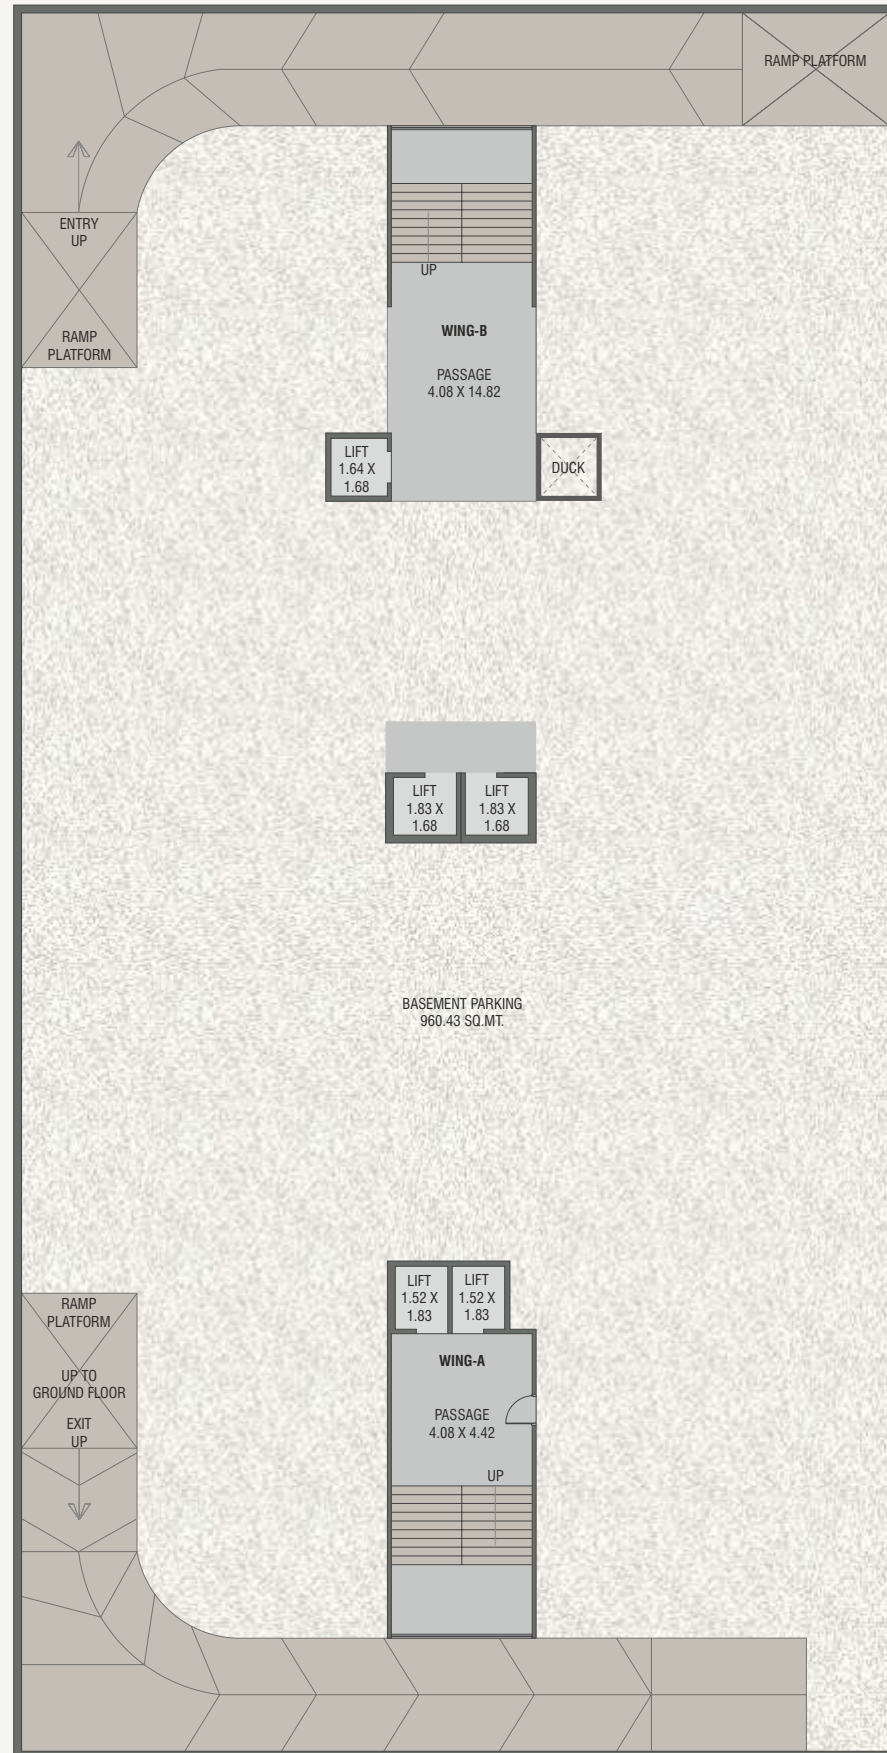 RAMP PLATFORM
ENTRY
UP
RAMP
PLATFORM
UP
WING-B
PASSAGE
4.08 X 14.82
LIFT
1.64 X
1.68
DUCK
LIFT
1.83 X
1.68
LIFT
1.83 X
1.68
BASEMENT PARKING
960.43 SQ.MT.
LIFT
1.52 X
1.83
LIFT
1.52 X
1.83
RAMP
PLATFORM
UP TO
GROUND FLOOR
EXIT
UP
WING-A
PASSAGE
4.08 X 4.42
UP